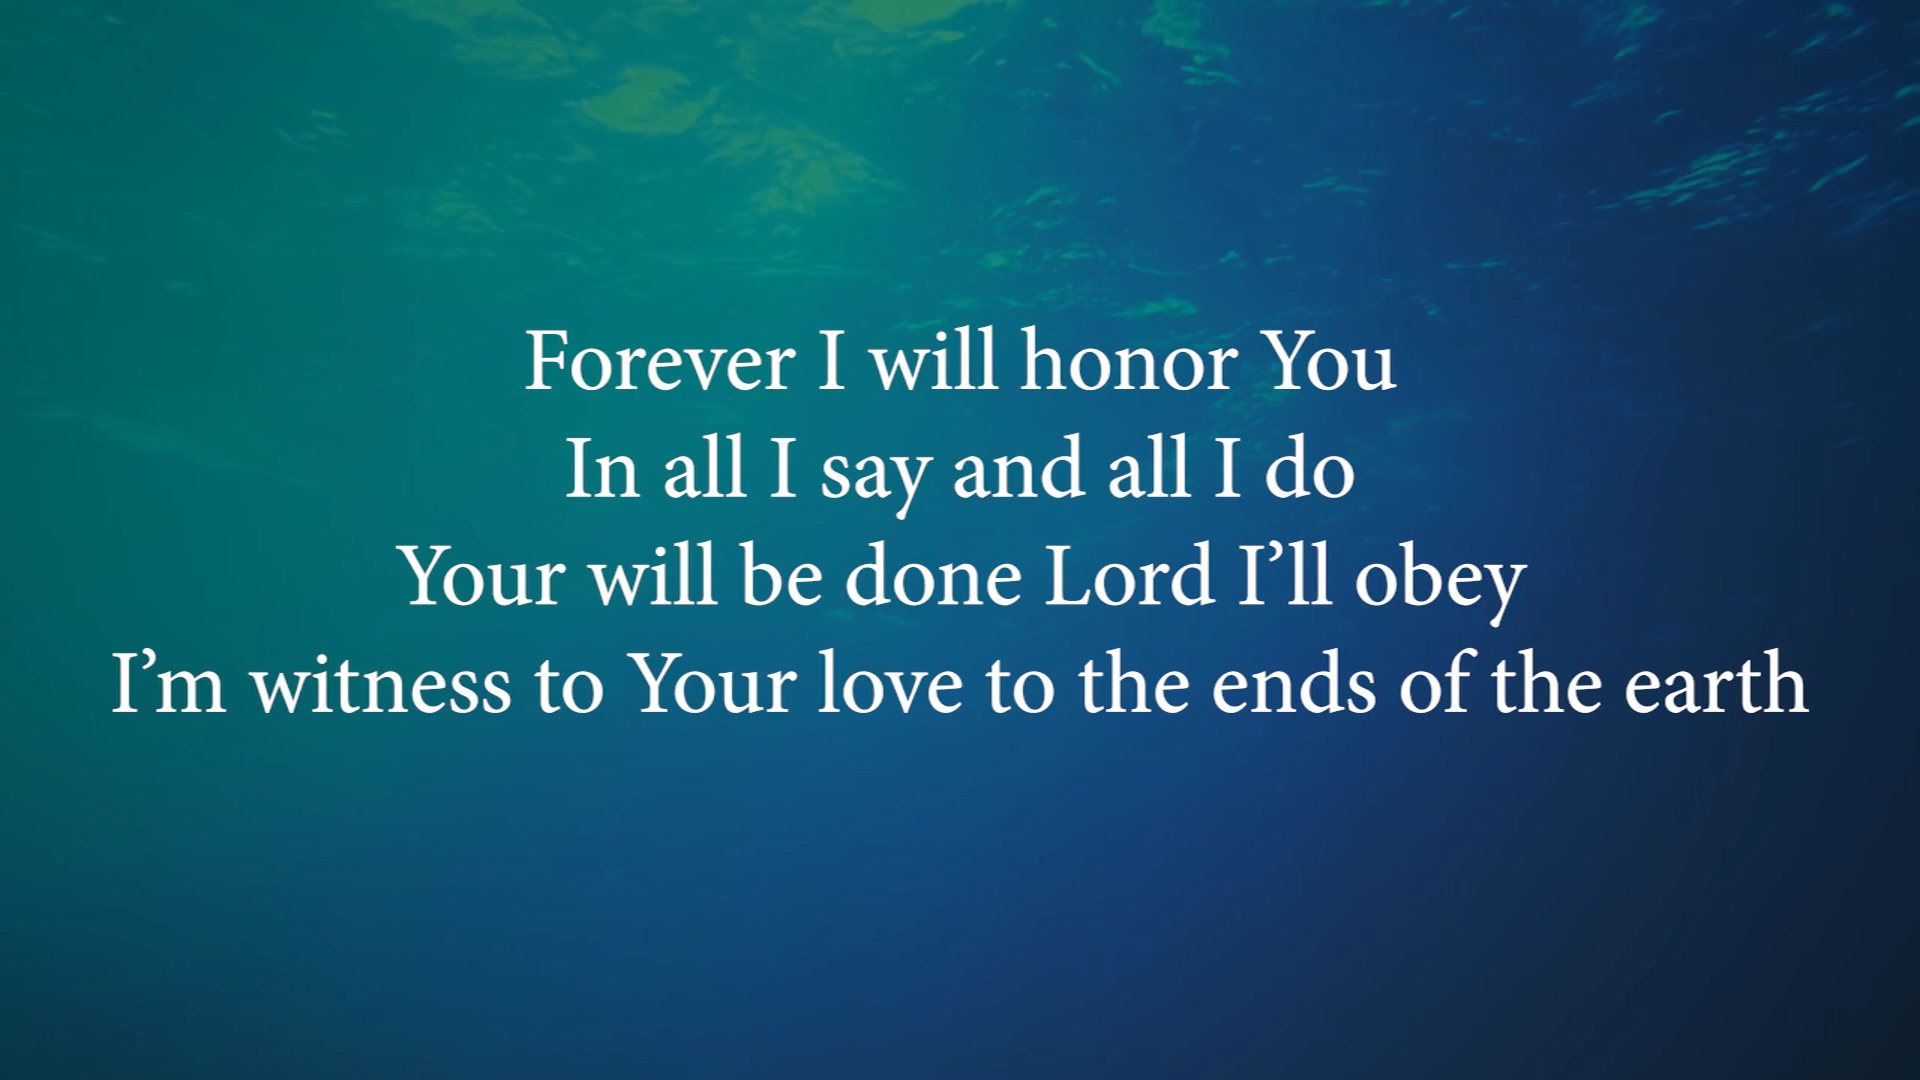 Forever I will honor You
In all I say and all I do
Your will be done Lord I’ll obey
I’m witness to Your love to the ends of the earth